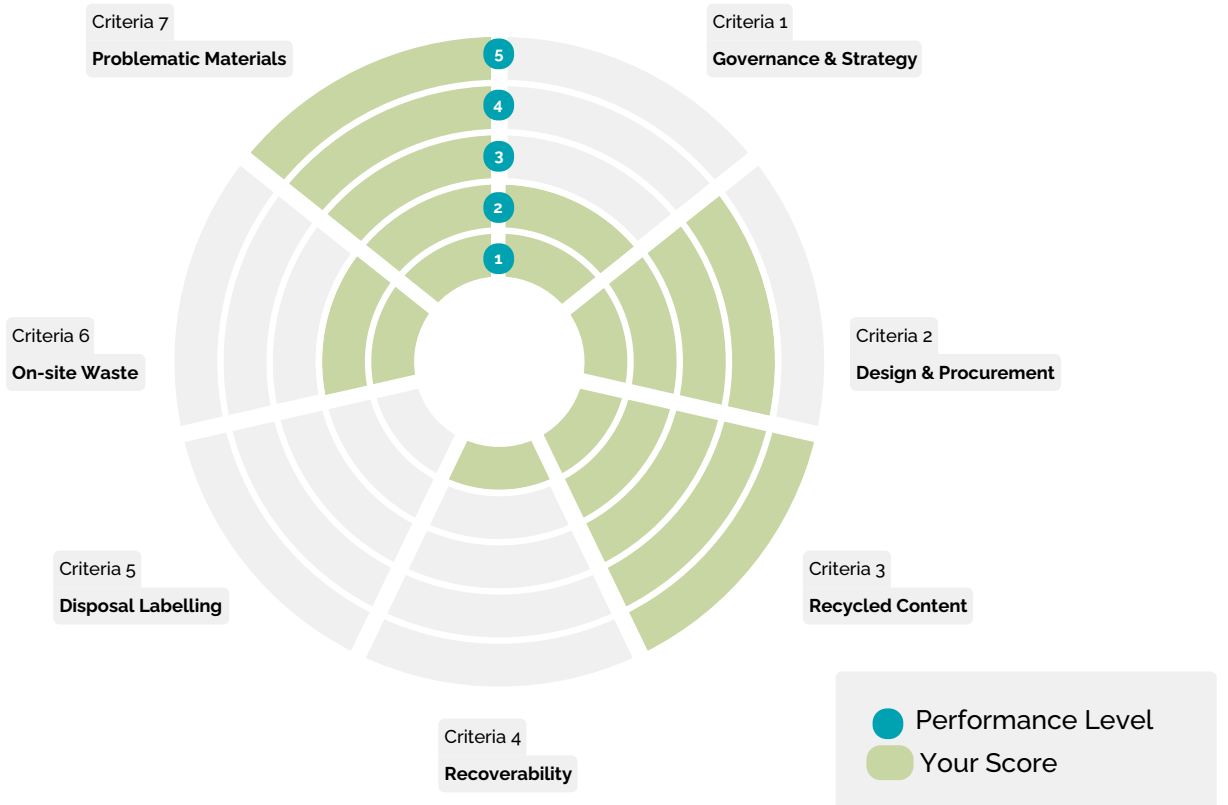 Criteria 7
Problematic Materials
Criteria 1
Governance & Strategy
5
4
3
2
1
Criteria 6
On-site Waste
Criteria 2
Design & Procurement
Criteria 5
Disposal Labelling
Criteria 3
Recycled Content
Criteria 4
Recoverability
Performance Level
Your Score